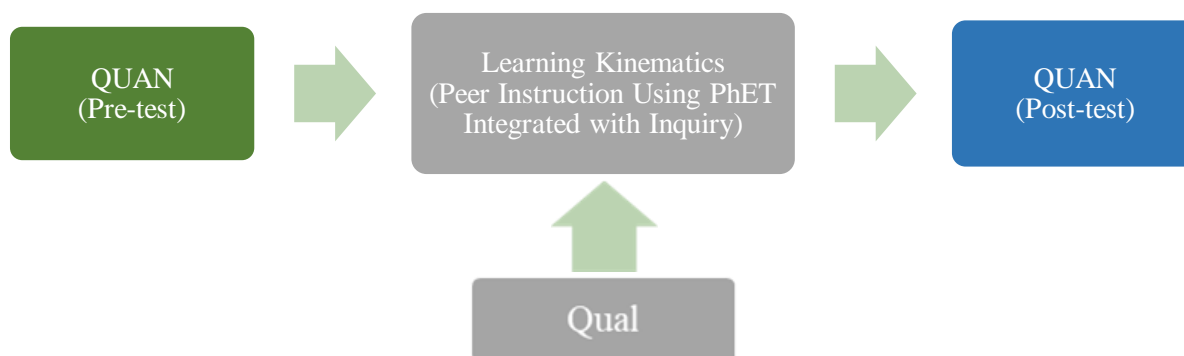 QUAN
(Pre-test)
Learning Kinematics
(Peer Instruction Using PhET
Integrated with Inquiry)
QUAN
(Post-test)
Qual